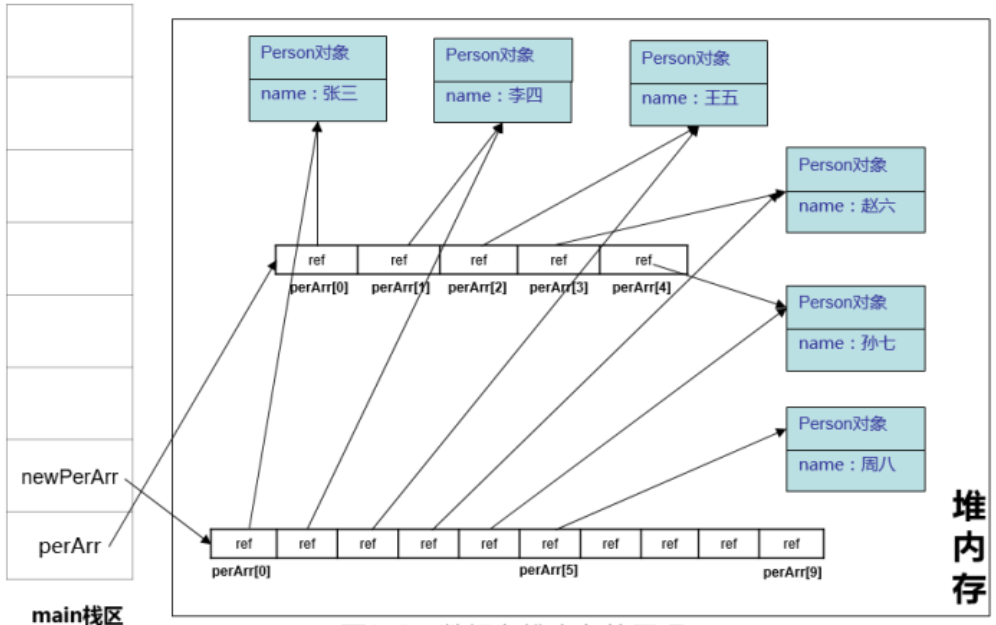 Person对象
name：张三
Person对象
name：李四
Person对象
name：王五
Person对象
name：赵六
ref
ref
ref
ref
ref
perArr[0]
perArr[1]
perArr[2]
perArr[3]
perArr[4]
Person对象
name：孙七
Person对象
name：周八
newPerArr
perArr
ref
ref
ref
ref
ref
ref
ref
ref
ref
ref
perArr[0]
perArr[5]
perArr[9]
堆内存
main栈区